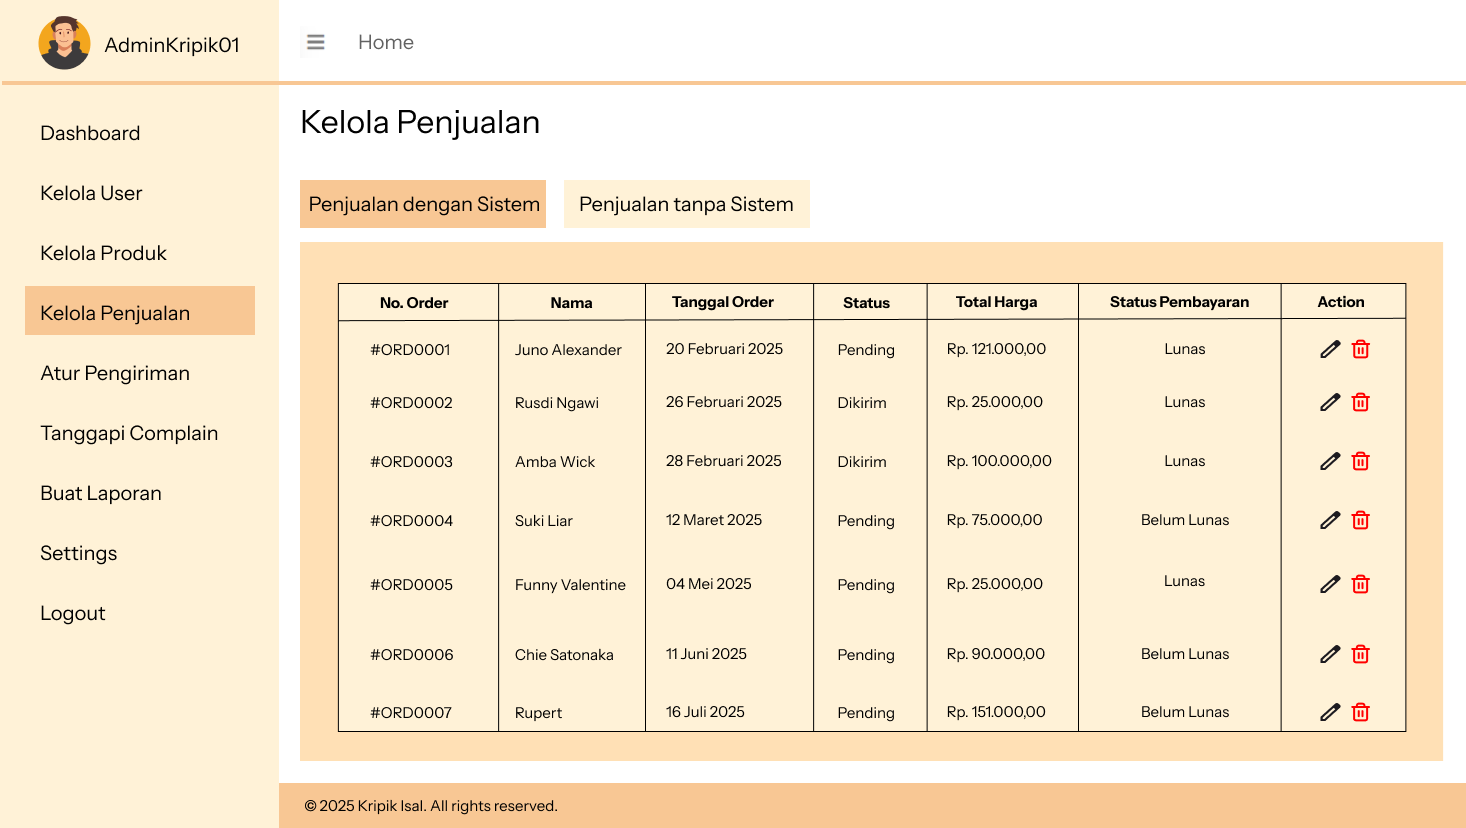 AdminKripik01
Home
Dashboard
Kelola User
Kelola Produk
Kelola Penjualan
Atur Pengiriman
Tanggapi Complain
Buat Laporan
Settings
Logout
Kelola Penjualan
Penjualan dengan Sistem Penjualan tanpa Sistem
No. Order Nama Tanggal Order Status Total Harga Status Pembayaran Action
#ORD0001 Juno Alexander 20 Februari 2025 Pending Rp. 121.000,00 Lunas
#ORD0002 Rusdi Ngawi 26 Februari 2025 Dikirim Rp. 25.000,00 Lunas
#ORD0003 Amba Wick 28 Februari 2025 Dikirim Rp. 100.000,00 Lunas
#ORD0004 Suki Liar 12 Maret 2025 Pending Rp. 75.000,00 Belum Lunas
#ORD0005 Funny Valentine 04 Mei 2025 Pending Rp. 25.000,00 Lunas
#ORD0006 Chie Satonaka 11 Juni 2025 Pending Rp. 90.000,00 Belum Lunas
#ORD0007 Rupert 16 Juli 2025 Pending Rp. 151.000,00 Belum Lunas
© 2025 Kripik Isal. All rights reserved.